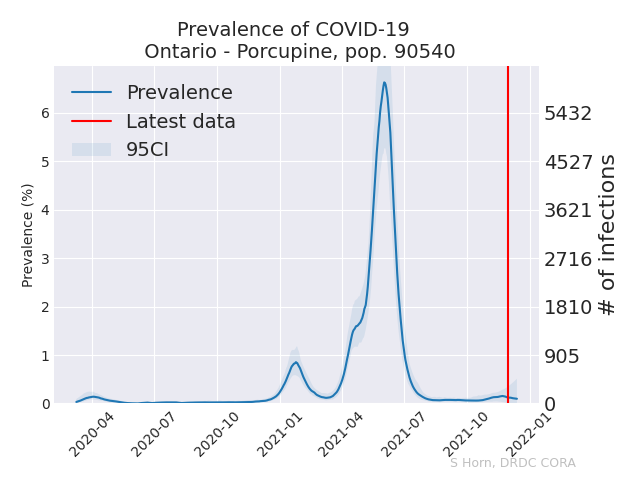 Prevalence of COVID-19
Ontario - Porcupine, pop. 90540
Prevalence
Latest data
95CI
Prevalence (%)
6
5
4
3
2
1
0
5432
4527
3621
2716
1810
905
0
# of infections
2020-04
2020-07
2020-10
2021-01
2021-04
2021-07
2021-10
2022-01
S Horn, DRDC CORA